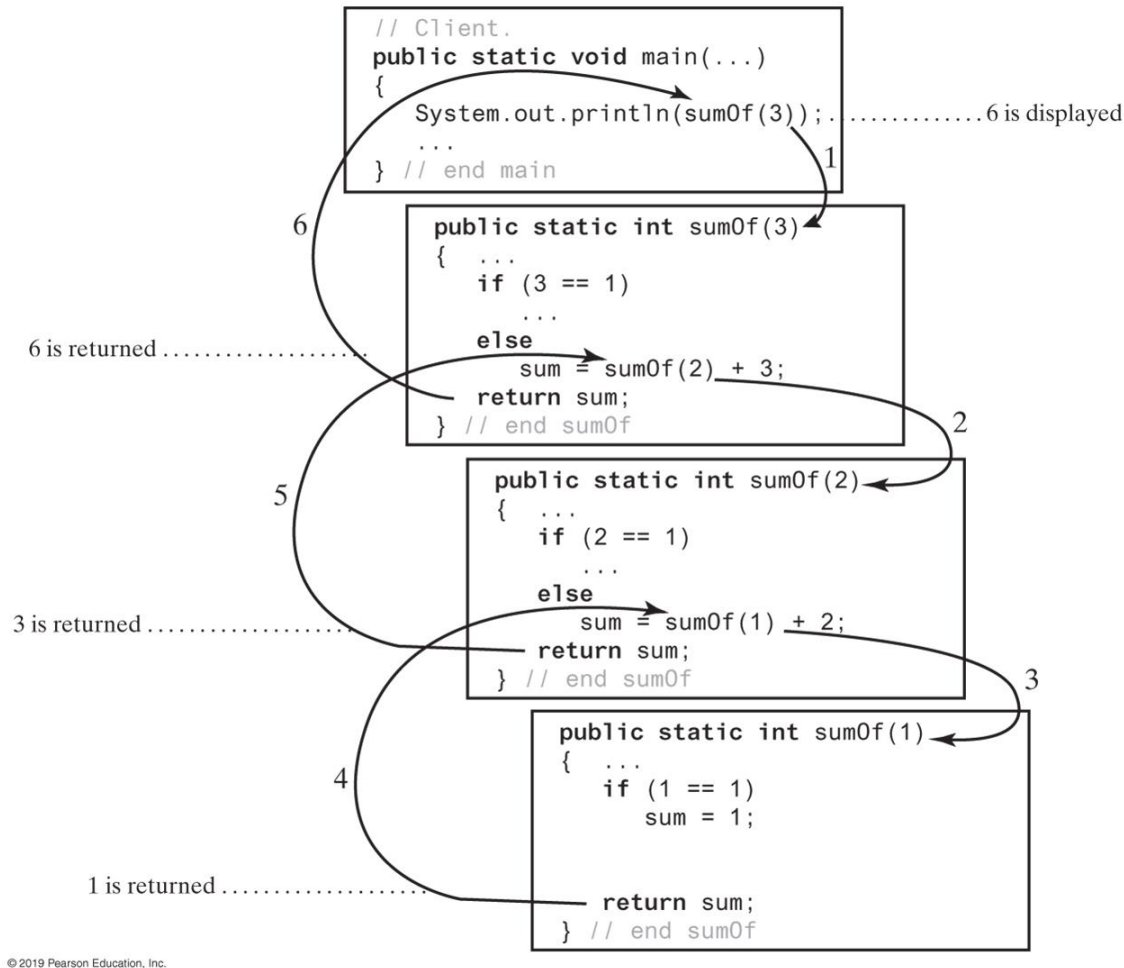 // Client.
public static void main(...)
{
System.out.println(sumOf(3));...............6 is displayed
...
} // end main
1
6
public static int sumOf(3)
{ ...
if (3 == 1)
...
else
6 is returned ....................
sum = sumOf(2) + 3;
return sum;
} // end sumOf
2
5
public static int sumOf(2)
{ ...
if (2 == 1)
...
else
3 is returned ....................
sum = sumOf(1) + 2;
return sum;
} // end sumOf
3
4
public static int sumOf(1)
{ ...
if (1 == 1)
sum = 1;
1 is returned ....................
return sum;
} // end sumOf
© 2019 Pearson Education, Inc.